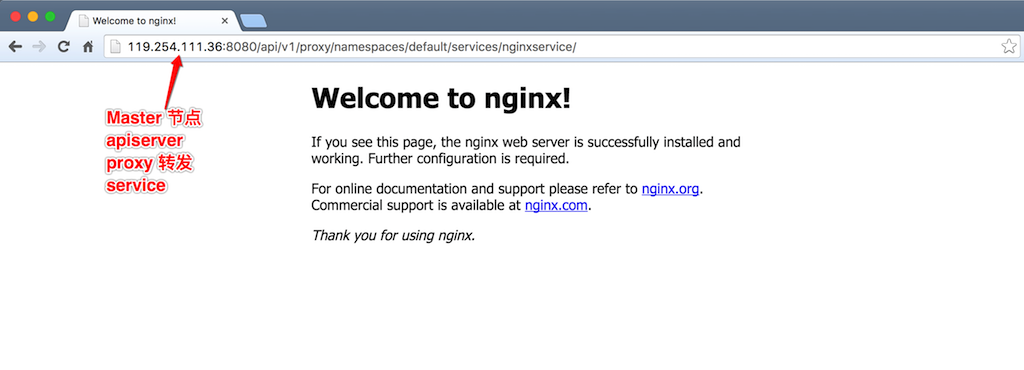 Welcome to nginx!
119.254.111.36:8080/api/v1/proxy/namespaces/default/services/nginxservice/
Master 节点
apiserver
proxy 转发
service
Welcome to nginx!
If you see this page, the nginx web server is successfully installed and
working. Further configuration is required.
For online documentation and support please refer to nginx.org.
Commercial support is available at nginx.com.
Thank you for using nginx.